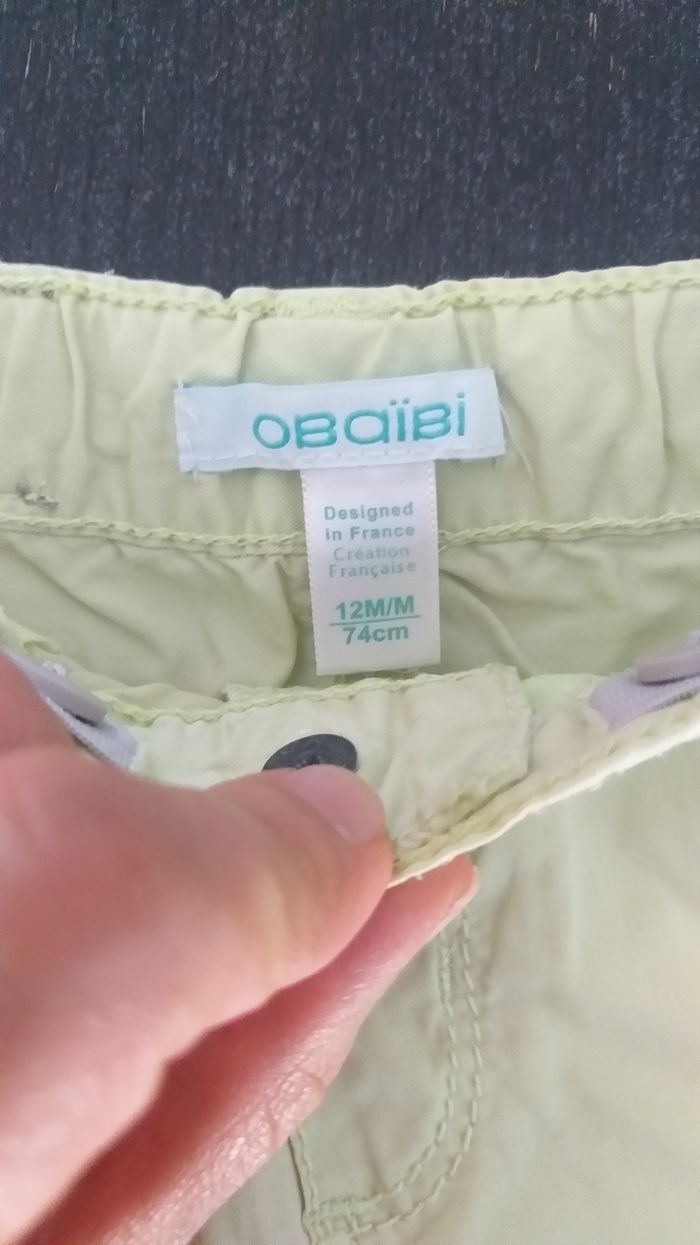 obaïbi
Designed
in France
Création
Française
12M/M
74cm